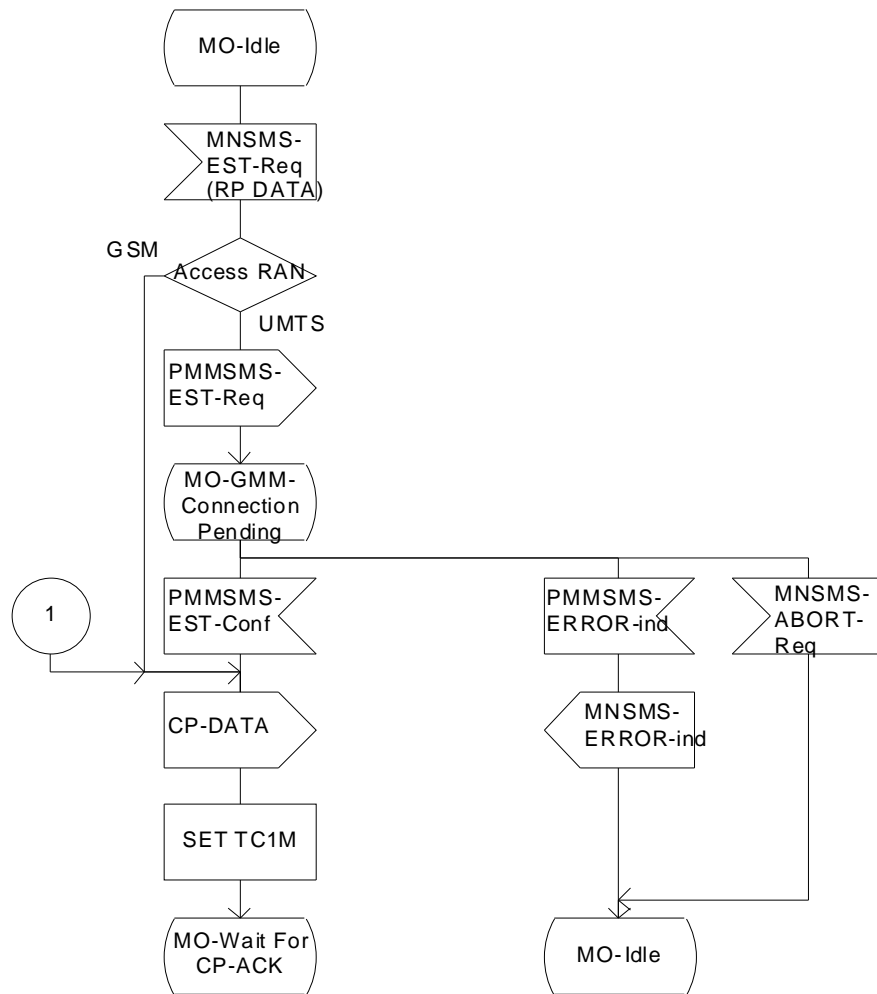 MO-Idle
MNSMS-
EST-Req
(RP DATA)
GSM
Access RAN
UMTS
PMMSMS-
EST-Req
MO-GMM-
Connection
Pending
1
PMMSMS-
EST-Conf
PMMSMS-
ERROR-ind
MNSMS-
ABORT-
Req
CP-DATA
MNSMS-
ERROR-ind
SET TC1M
MO-Wait For
CP-ACK
MO-Idle